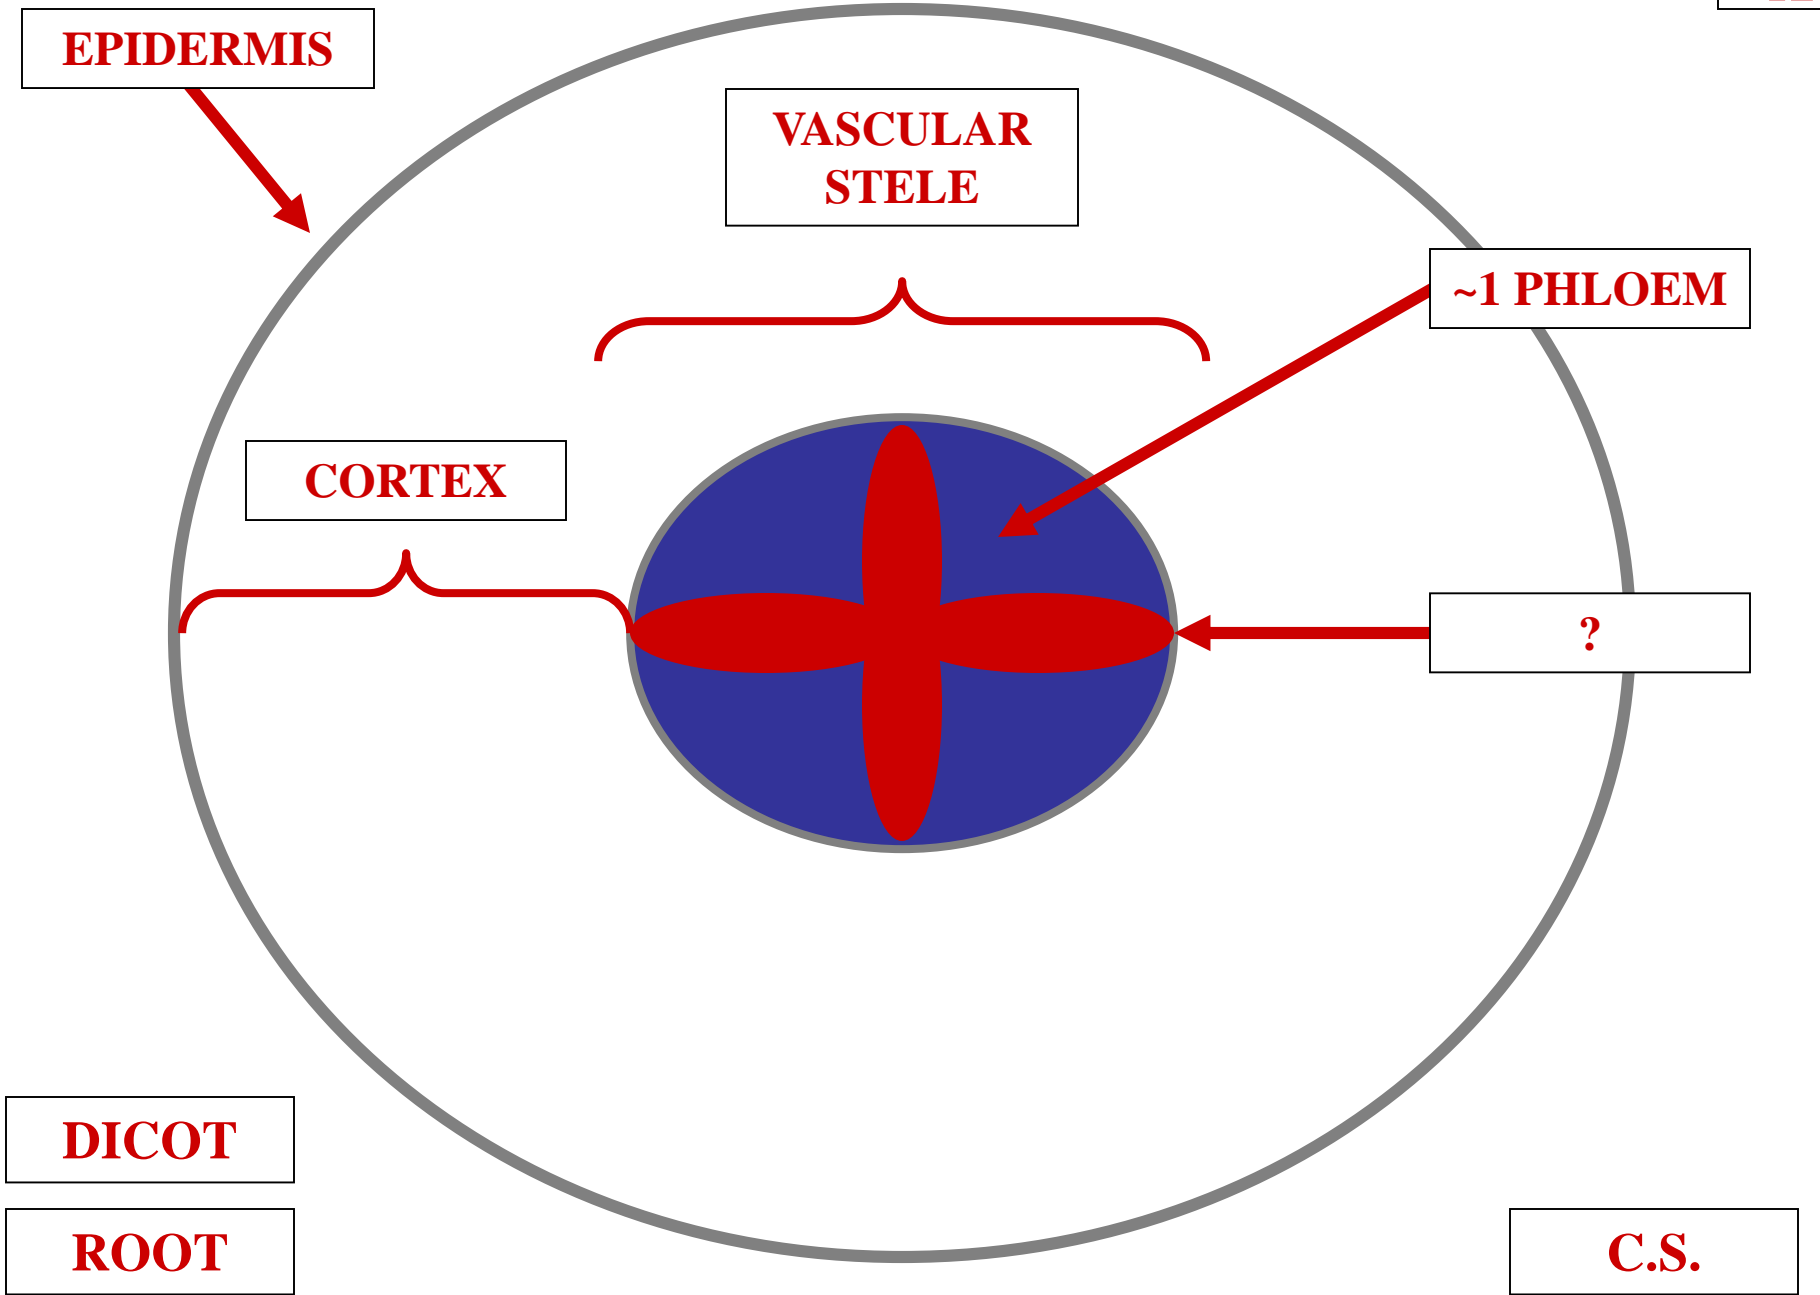 EPIDERMIS
VASCULAR
STELE
~1 PHLOEM
CORTEX
?
DICOT
ROOT
C.S.